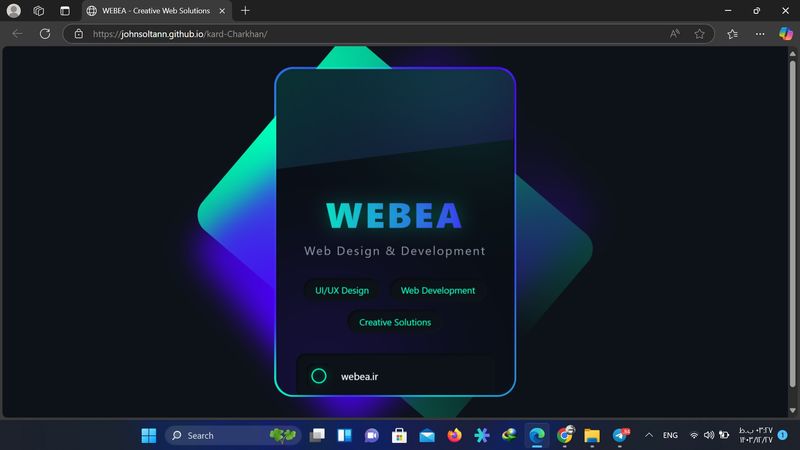 WEBEA - Creative Web Solutions
https://johnsoltann.github.io/kard-Charkhan/
WEBEA
Web Design & Development
UI/UX Design
Web Development
Creative Solutions
webea.ir
Search
ENG
۰۳:۲۷ ب.ظ
۱۴۰۳/۱۲/۲۷
1